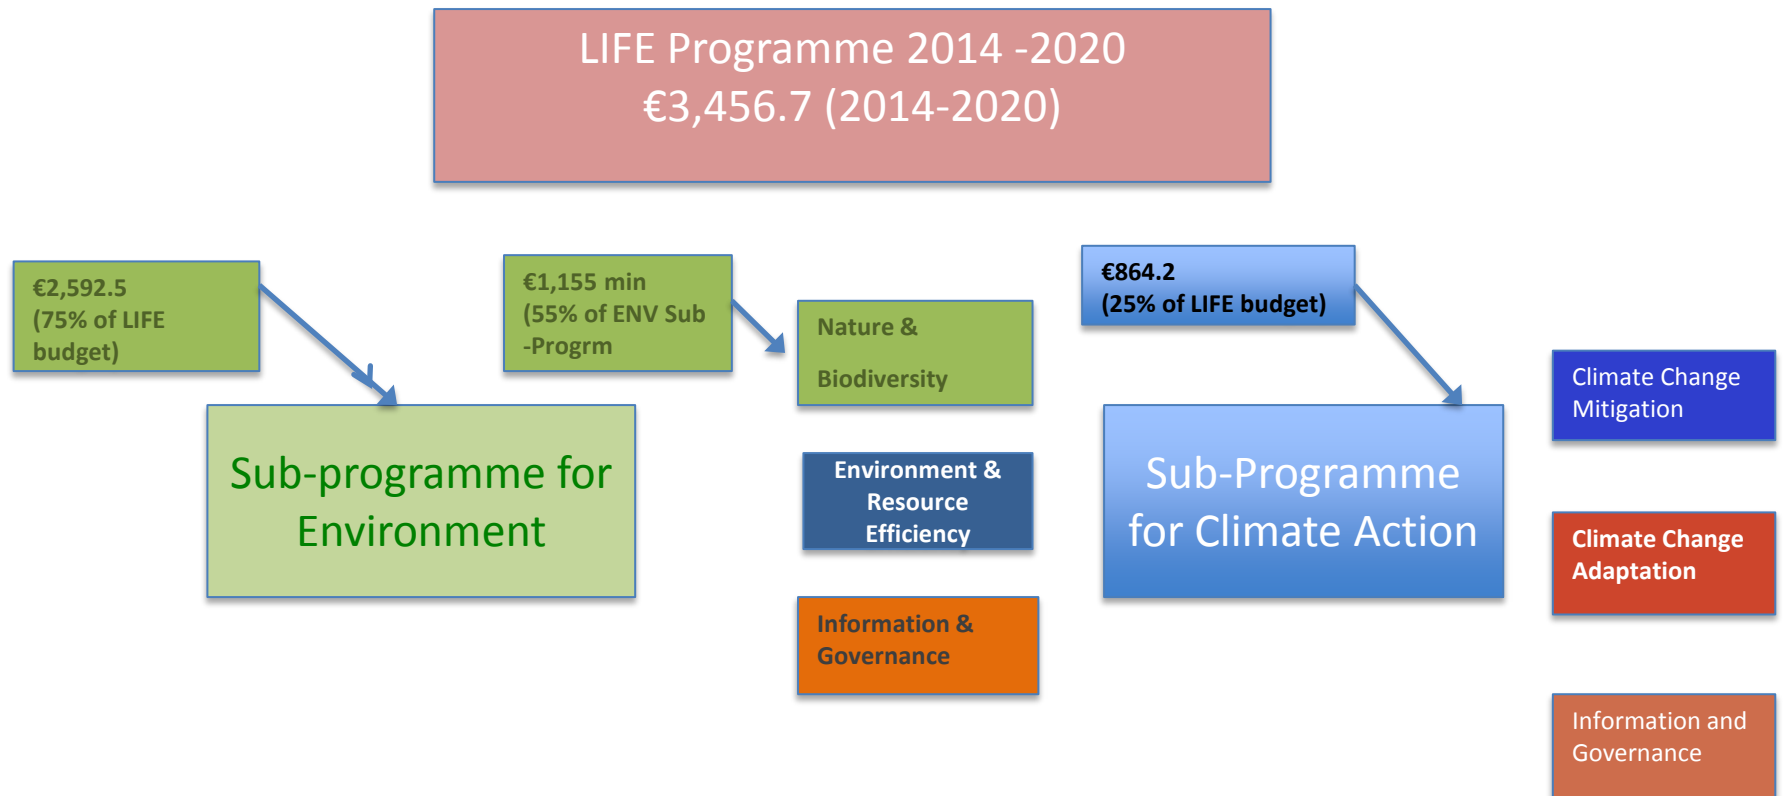 LIFE Programme 2014 -2020
€3,456.7 (2014-2020)
€2,592.5
(75% of LIFE
budget)
Sub-programme for
Environment
€1,155 min
(55% of ENV Sub
-Progrm
Nature &
Biodiversity
Environment &
Resource
Efficiency
Information &
Governance
€864.2
(25% of LIFE budget)
Sub-Programme
for Climate Action
Climate Change
Mitigation
Climate Change
Adaptation
Information and
Governance